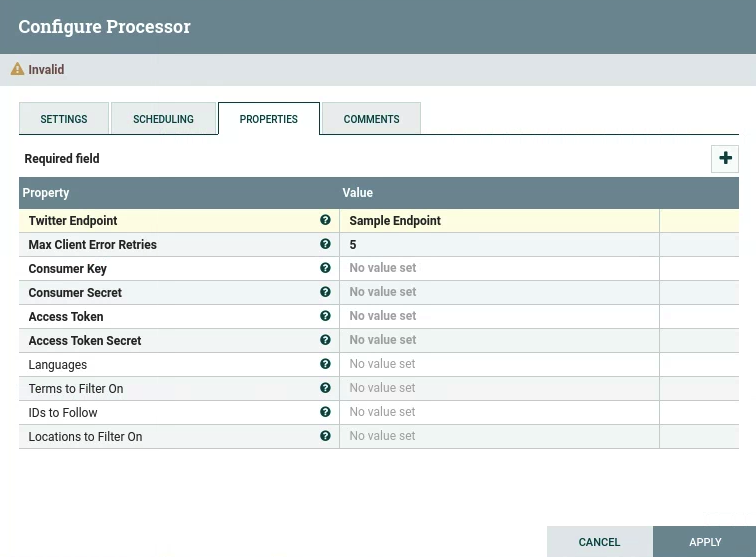 Configure Processor
Invalid
SETTINGS SCHEDULING PROPERTIES COMMENTS
Required field
Property Value
Twitter Endpoint Sample Endpoint
Max Client Error Retries 5
Consumer Key No value set
Consumer Secret No value set
Access Token No value set
Access Token Secret No value set
Languages No value set
Terms to Filter On No value set
IDs to Follow No value set
Locations to Filter On No value set
CANCEL APPLY